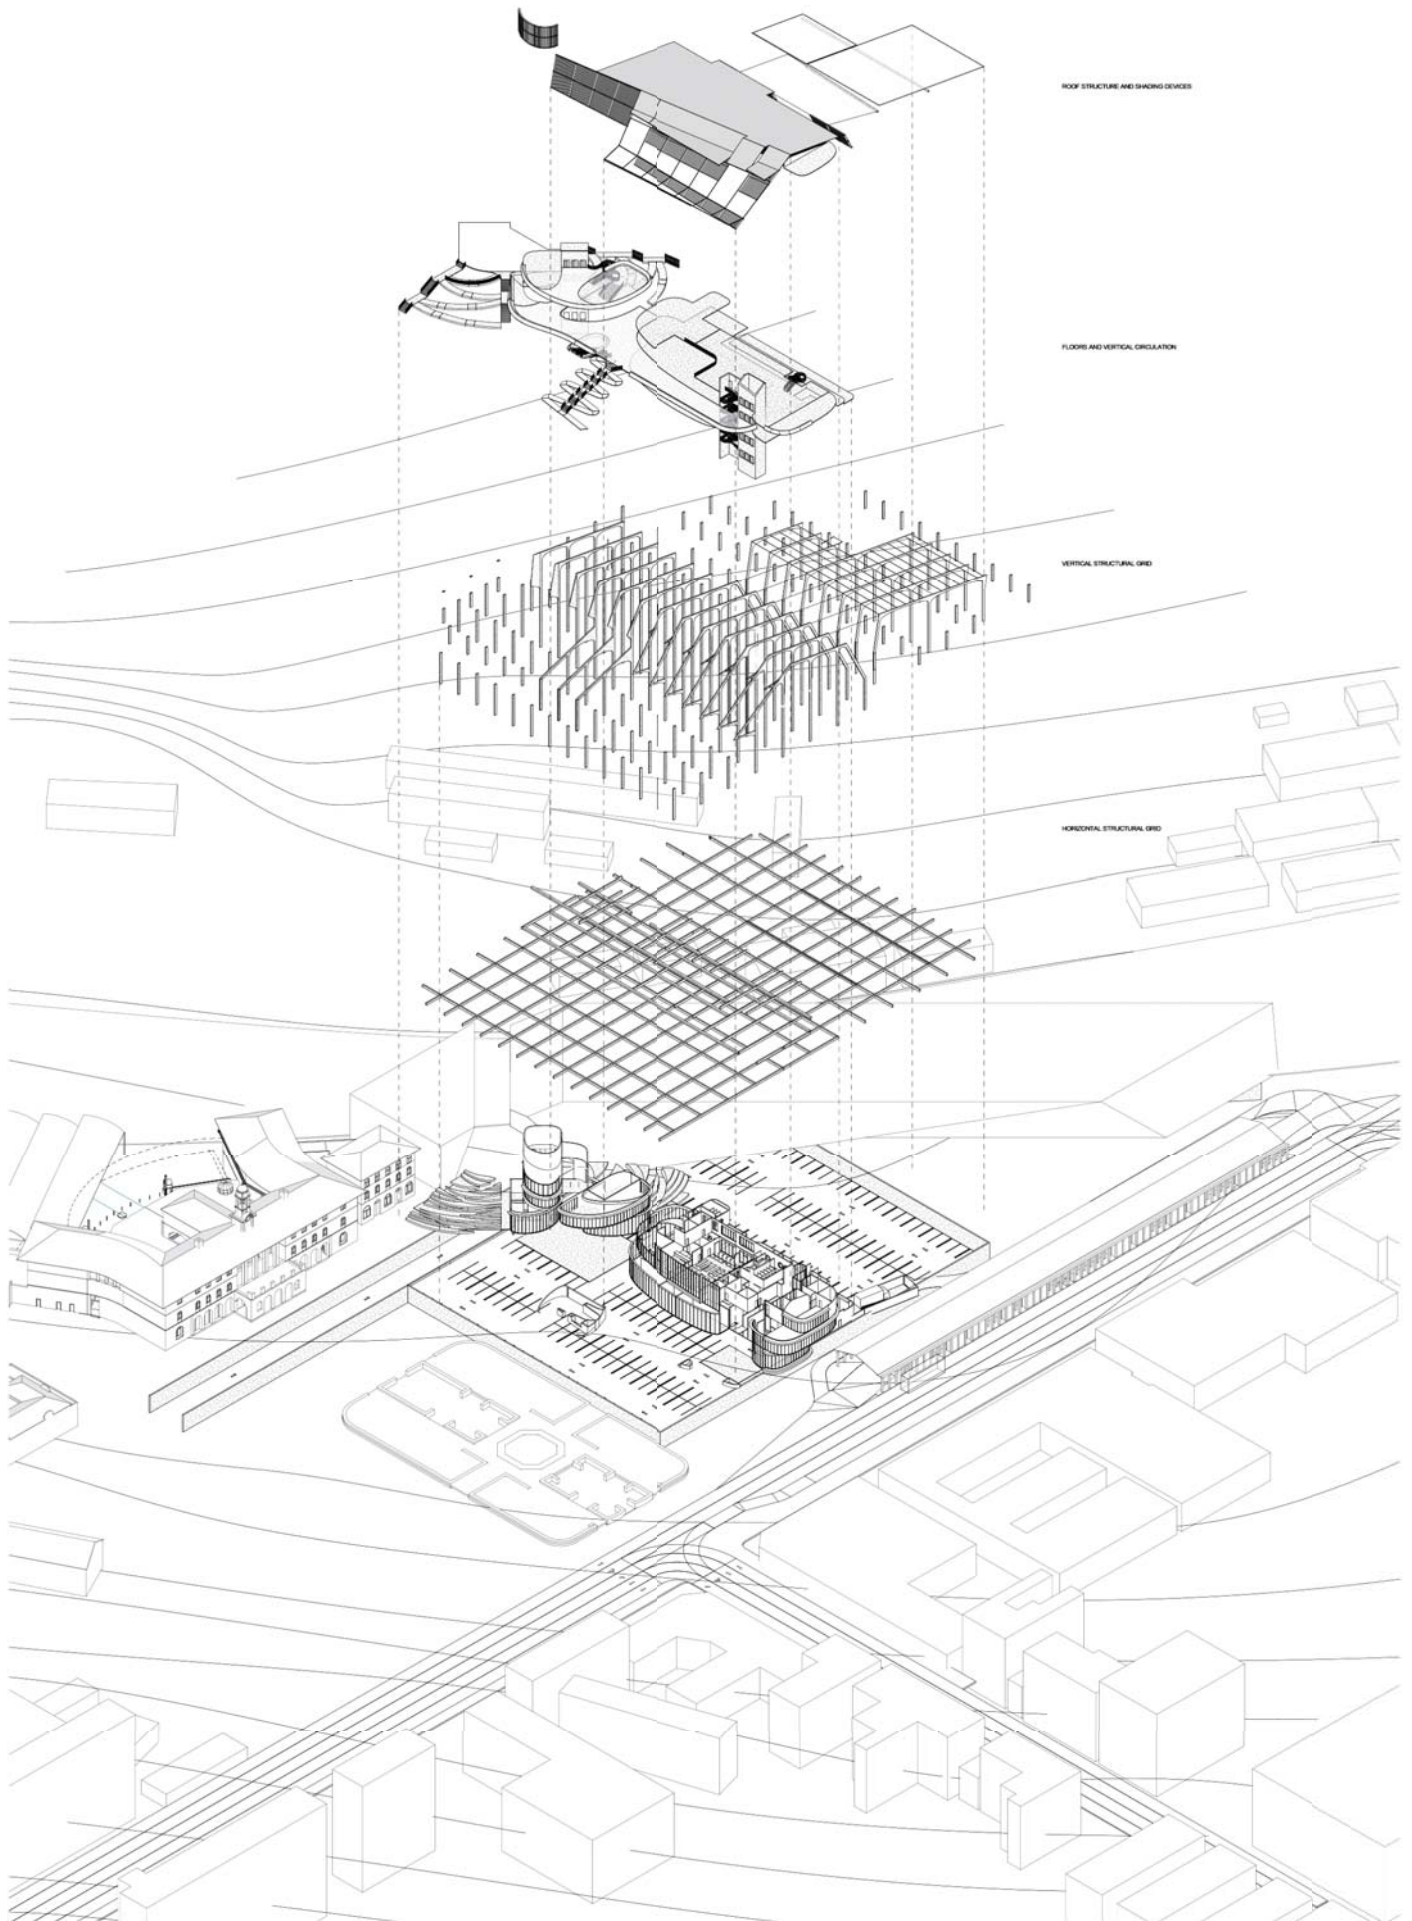 ROOF STRUCTURE AND SHADING DEVICES
FLOORS AND VERTICAL CIRCULATION
VERTICAL STRUCTURAL GRID
HORIZONTAL STRUCTURAL GRID